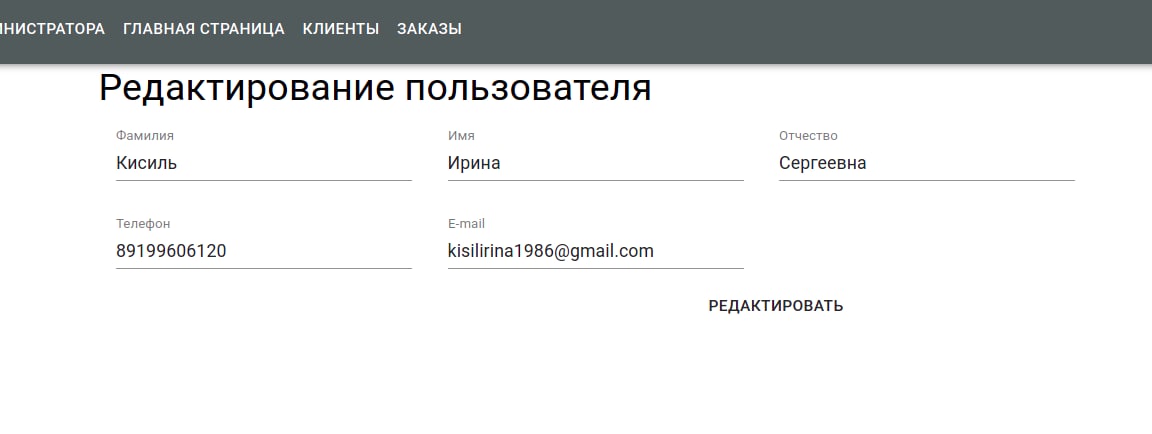 ГЛАВНАЯ СТРАНИЦА КЛИЕНТЫ ЗАКАЗЫ
Редактирование пользователя
Фамилия Имя Отчество
Кисиль Ирина Сергеевна
Телефон E-mail
89199606120 kisilirina1986@gmail.com
РЕДАКТИРОВАТЬ